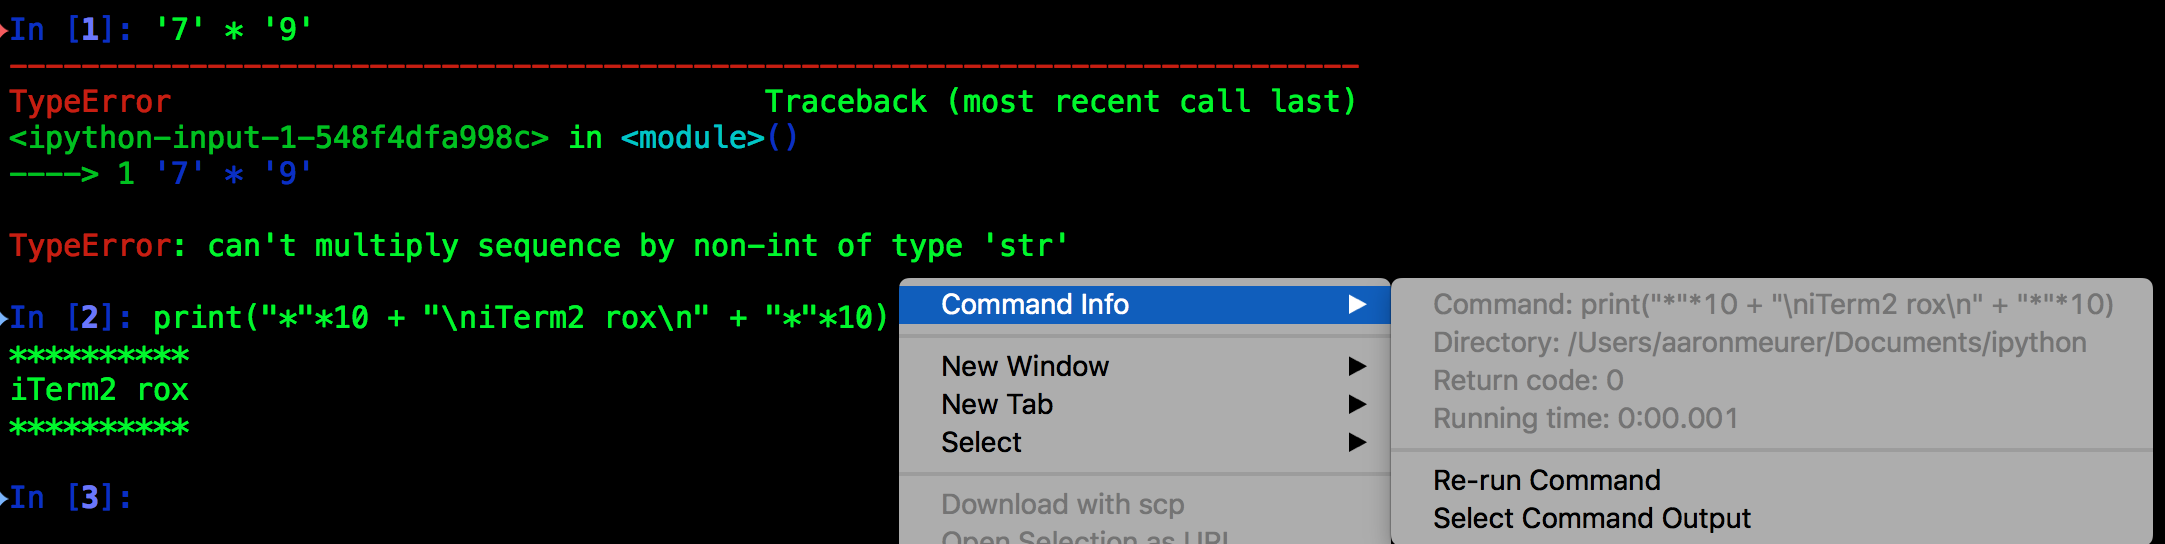 In [1]: '7' * '9'
---------------------------------------------------------------------------
TypeError                                 Traceback (most recent call last)
<ipython-input-1-548f4dfa998c> in <module>()
----> 1 '7' * '9'
TypeError: can't multiply sequence by non-int of type 'str'
In [2]: print("*"*10 + "\niTerm2 rox\n" + "*"*10)
**********
iTerm2 rox
**********
In [3]:
Command Info
New Window
New Tab
Select
Download with scp
Open Selection as URL
Command: print("*"*10 + "\niTerm2 rox\n" + "*"*10)
Directory: /Users/aaronmeurer/Documents/ipython
Return code: 0
Running time: 0:00.001
Re-run Command
Select Command Output